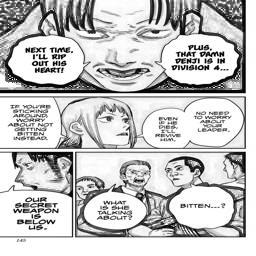 PLUS,
THAT DAMN
DENJI IS IN
DIVISION 4...
NEXT TIME,
I'LL RIP
OUT HIS
HEART!
NO NEED
TO WORRY
ABOUT
YOUR
LEADER.
EVEN
IF HE
DIES,
I'LL
REVIVE
HIM.
IF YOU'RE
STICKING
AROUND,
WORRY
ABOUT NOT
GETTING
BITTEN
INSTEAD.
BITTEN...?
WHAT IS
SHE
TALKING
ABOUT?
OUR
SECRET
WEAPON
IS
BELOW
US.
145